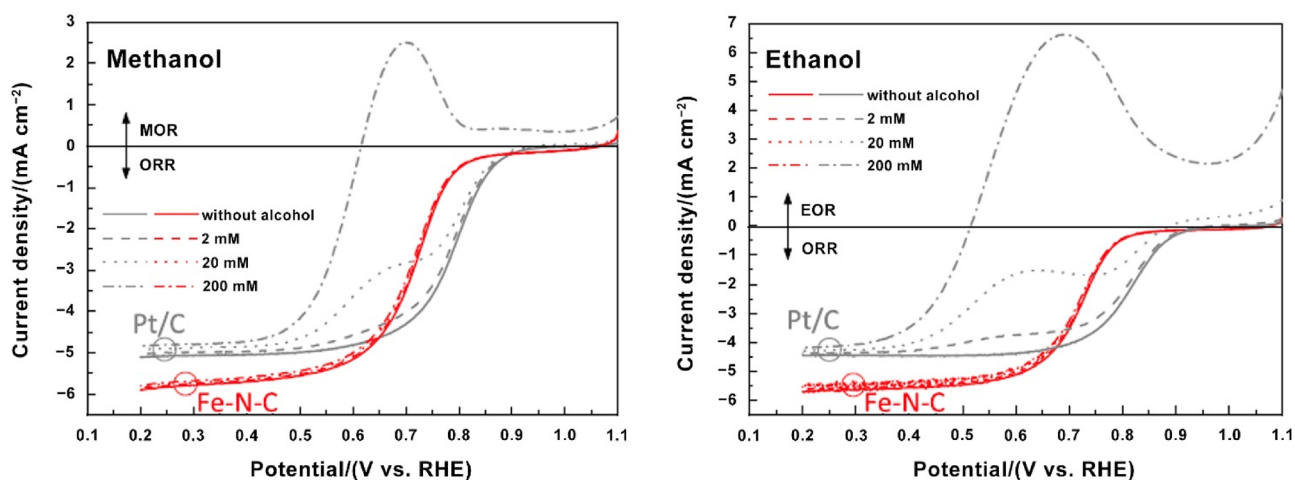 3
2
1
0
−1
−2
−3
−4
−5
−6
Current density/(mA cm⁻²)
Methanol
MOR
ORR
without alcohol
2 mM
20 mM
200 mM
Pt/C
Fe-N-C
0.1 0.2 0.3 0.4 0.5 0.6 0.7 0.8 0.9 1.0 1.1
Potential/(V vs. RHE)
7
6
5
4
3
2
1
0
−1
−2
−3
−4
−5
−6
Current density/(mA cm⁻²)
Ethanol
without alcohol
2 mM
20 mM
200 mM
EOR
ORR
Pt/C
Fe-N-C
0.1 0.2 0.3 0.4 0.5 0.6 0.7 0.8 0.9 1.0 1.1
Potential/(V vs. RHE)